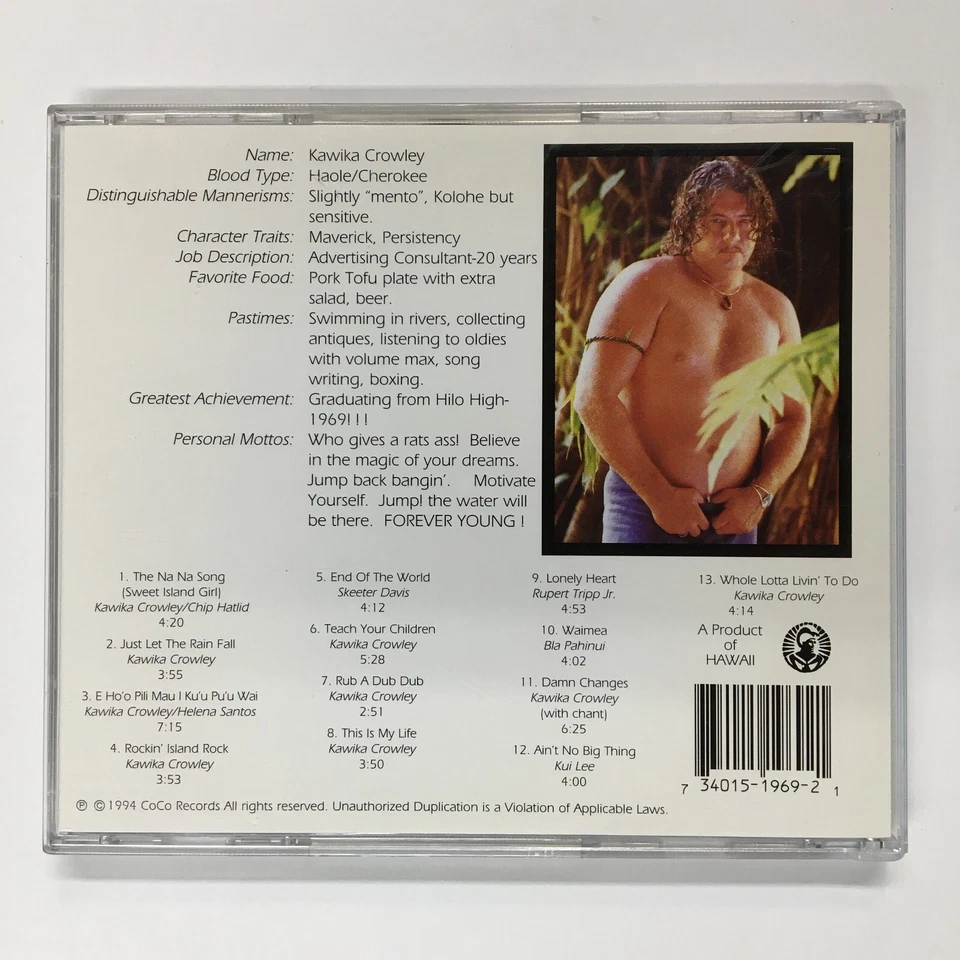 Name: Kawika Crowley
Blood Type: Haole/Cherokee
Distinguishable Mannerisms: Slightly "mento", Kolohe but
sensitive.
Character Traits: Maverick, Persistency
Job Description: Advertising Consultant-20 years
Favorite Food: Pork Tofu plate with extra
salad, beer.
Pastimes: Swimming in rivers, collecting
antiques, listening to oldies
with volume max, song
writing, boxing.
Greatest Achievement: Graduating from Hilo High-
1969!!!
Personal Mottos: Who gives a rats ass! Believe
in the magic of your dreams.
Jump back bangin'. Motivate
Yourself. Jump! the water will
be there. FOREVER YOUNG !
1. The Na Na Song
(Sweet Island Girl)
Kawika Crowley/Chip Hatlid
4:20
2. Just Let The Rain Fall
Kawika Crowley
3:55
3. E Ho'o Pili Mau I Ku'u Pu'u Wai
Kawika Crowley/Helena Santos
7:15
4. Rockin' Island Rock
Kawika Crowley
3:53
5. End Of The World
Skeeter Davis
4:12
6. Teach Your Children
Kawika Crowley
5:28
7. Rub A Dub Dub
Kawika Crowley
2:51
8. This Is My Life
Kawika Crowley
3:50
9. Lonely Heart
Rupert Tripp Jr.
4:53
10. Waimea
Bla Pahinui
4:02
11. Damn Changes
Kawika Crowley
(with chant)
6:25
12. Ain't No Big Thing
Kui Lee
4:00
13. Whole Lotta Livin' To Do
Kawika Crowley
4:14
A Product
of
HAWAII
7 34015-1969-2 1
℗ ©1994 CoCo Records All rights reserved. Unauthorized Duplication is a Violation of Applicable Laws.